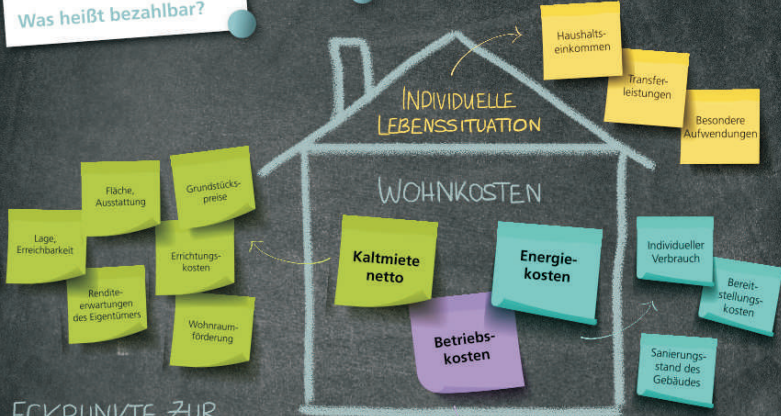 Was heißt bezahlbar?
Haushalts-
einkommen
Transfer-
leistungen
Besondere
Aufwendungen
INDIVIDUELLE
LEBENSSITUATION
WOHNKOSTEN
Fläche,
Ausstattung
Grundstücks-
preise
Lage,
Erreichbarkeit
Errichtungs-
kosten
Rendite-
erwartungen
des Eigentümers
Wohnraum-
förderung
Kaltmiete
netto
Energie-
kosten
Betriebs-
kosten
Individueller
Verbrauch
Bereit-
stellungs-
kosten
Sanierungs-
stand des
Gebäudes
ECKPUNKTE ZUR